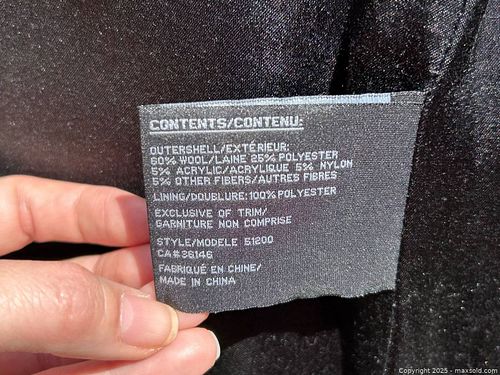 CONTENTS/CONTENU:
OUTERSHELL/EXTÉRIEUR:
60% WOOL/LAINE 25% POLYESTER
5% ACRYLIC/ACRYLIQUE 5% NYLON
5% OTHER FIBERS/AUTRES FIBRES
LINING/DOUBLURE: 100% POLYESTER
EXCLUSIVE OF TRIM/
GARNITURE NON COMPRISE
STYLE/MODELE 51200
CA# 36146
FABRIQUÉ EN CHINE/
MADE IN CHINA
Copyright 2025 - maxsold.com